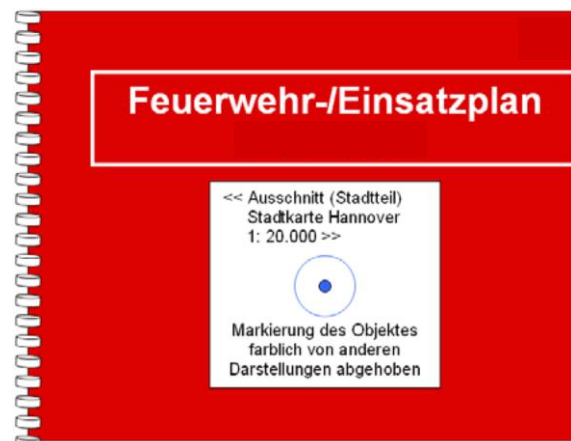 Feuerwehr-/Einsatzplan
<< Ausschnitt (Stadtteil)
Stadtkarte Hannover
1: 20.000 >>
Markierung des Objektes
farblich von anderen
Darstellungen abgehoben